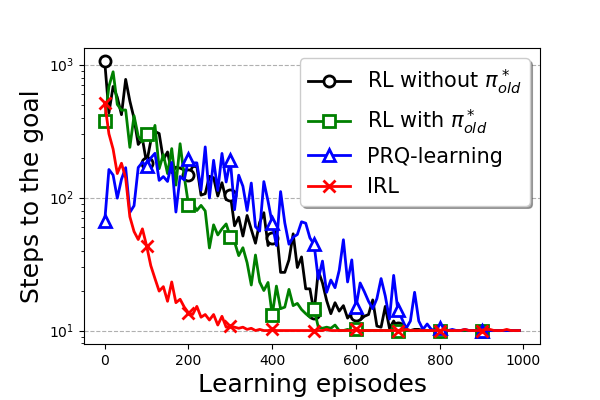 Steps to the goal
10³
10²
10¹
RL without π*old
RL with π*old
PRQ-learning
IRL
0 200 400 600 800 1000
Learning episodes